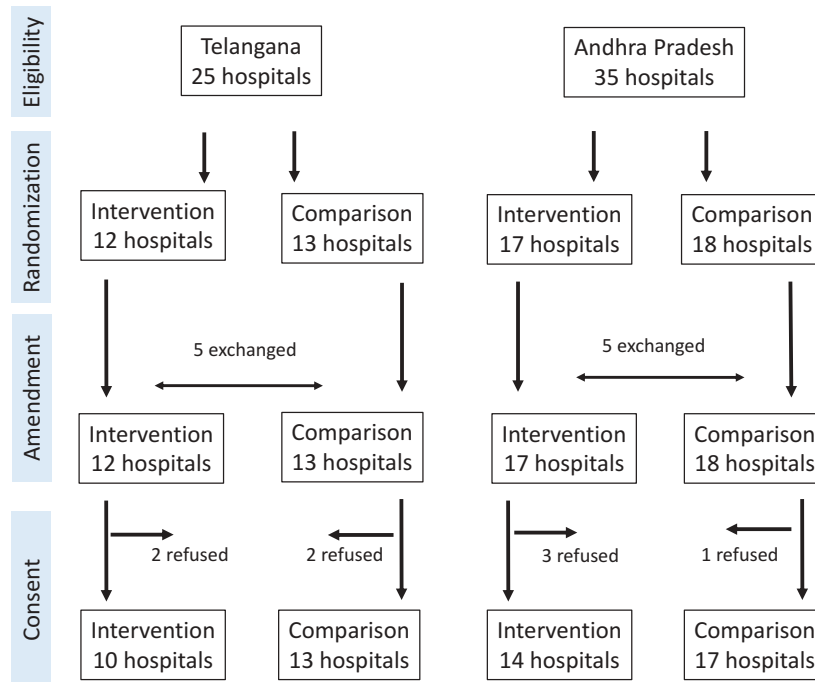 Eligibility
Telangana
25 hospitals
Andhra Pradesh
35 hospitals
Randomization
Intervention
12 hospitals
Comparison
13 hospitals
Intervention
17 hospitals
Comparison
18 hospitals
Amendment
5 exchanged
5 exchanged
Intervention
12 hospitals
Comparison
13 hospitals
Intervention
17 hospitals
Comparison
18 hospitals
Consent
2 refused
2 refused
3 refused
1 refused
Intervention
10 hospitals
Comparison
13 hospitals
Intervention
14 hospitals
Comparison
17 hospitals